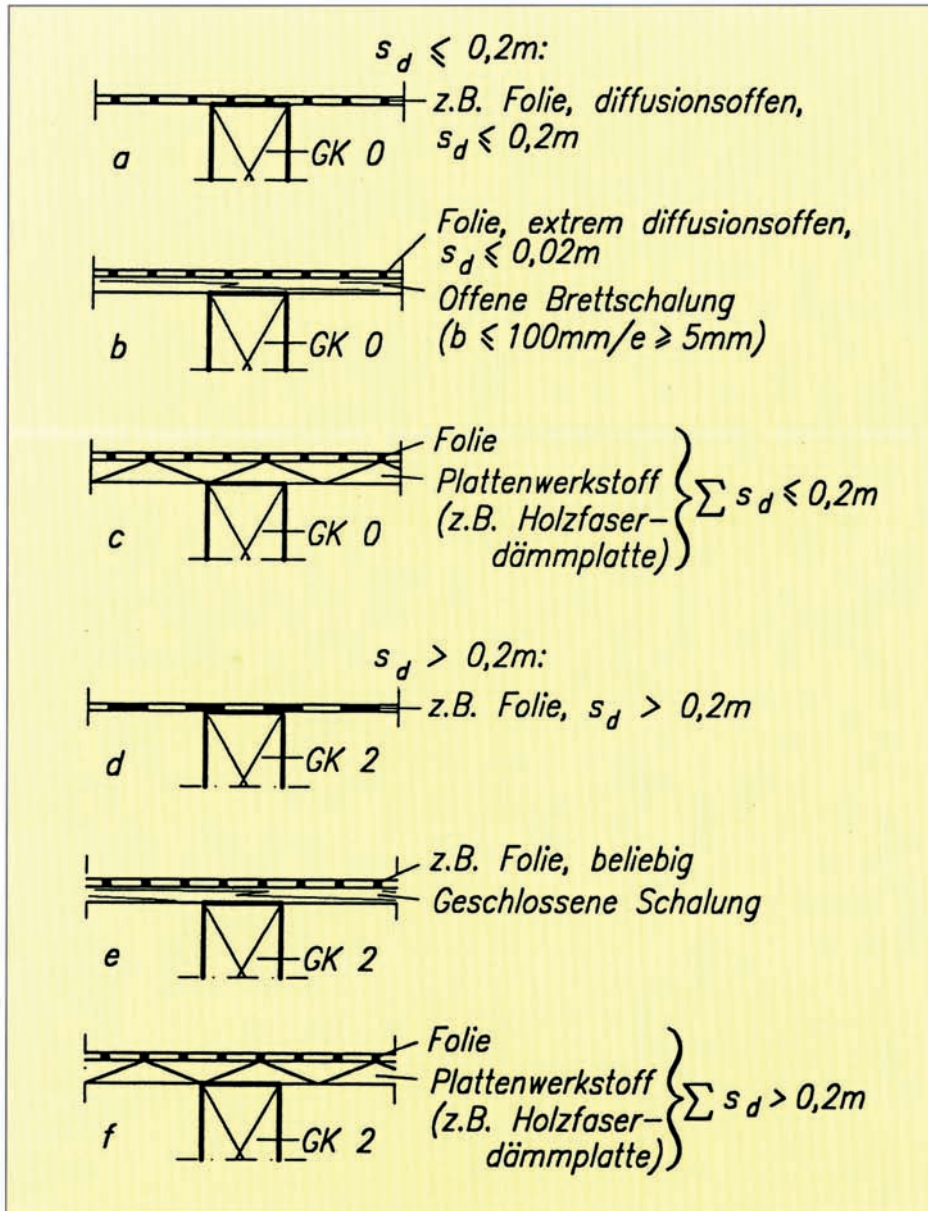 s_d ≤ 0,2m:
z.B. Folie, diffusionsoffen,
s_d ≤ 0,2m
GK 0
a
Folie, extrem diffusionsoffen,
s_d ≤ 0,02m
Offene Brettschalung
(b ≤ 100mm/e ≥ 5mm)
GK 0
b
Folie
Plattenwerkstoff
(z.B. Holzfaser-
dämmplatte)
∑ s_d ≤ 0,2m
GK 0
c
s_d > 0,2m:
z.B. Folie, s_d > 0,2m
GK 2
d
z.B. Folie, beliebig
Geschlossene Schalung
GK 2
e
Folie
Plattenwerkstoff
(z.B. Holzfaser-
dämmplatte)
∑ s_d > 0,2m
GK 2
f